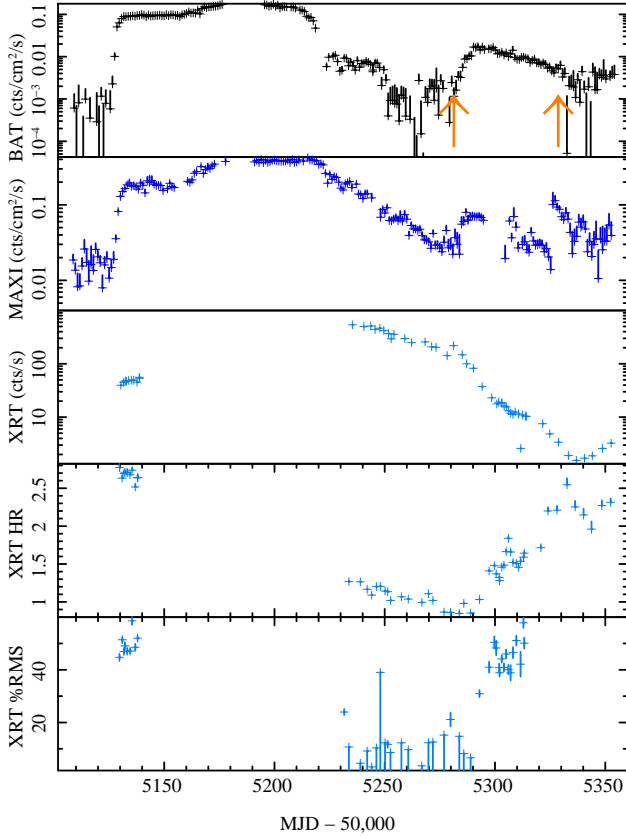 BAT (cts/cm²/s)
0.1
0.01
10⁻³
10⁻⁴
MAXI (cts/cm²/s)
0.1
0.01
XRT (cts/s)
100
10
XRT HR
2.5
2
1.5
1
XRT %RMS
40
20
5150 5200 5250 5300 5350
MJD − 50,000